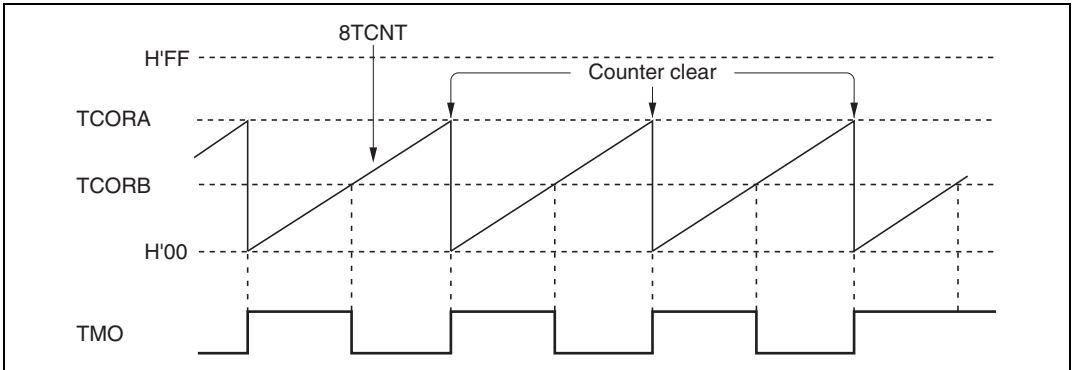 8TCNT
H'FF
Counter clear
TCORA
TCORB
H'00
TMO